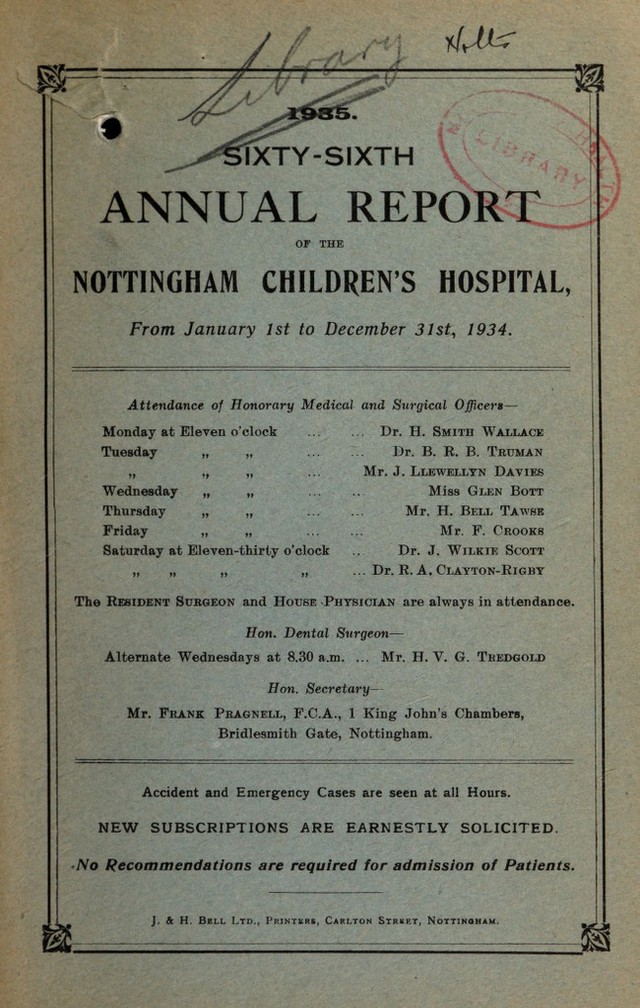 Library Notts
1935.
SIXTY-SIXTH
LIBRARY
ANNUAL REPORT
OF THE
NOTTINGHAM CHILDREN'S HOSPITAL,
From January 1st to December 31st, 1934.
Attendance of Honorary Medical and Surgical Officers—
Monday at Eleven o'clock ... ... Dr. H. SMITH WALLACE
Tuesday „ „ ... ... Dr. B. R. B. TRUMAN
„ „ „ ... Mr. J. LLEWELLYN DAVIES
Wednesday „ „ ... ... Miss GLEN BOTT
Thursday „ „ ... ... Mr. H. BELL TAWSE
Friday „ „ ... ... Mr. F. CROOKS
Saturday at Eleven-thirty o'clock .. Dr. J. WILKIE SCOTT
„ „ „ „ ... Dr. R. A. CLAYTON-RIGBY
The RESIDENT SURGEON and HOUSE PHYSICIAN are always in attendance.
Hon. Dental Surgeon—
Alternate Wednesdays at 8.30 a.m. ... Mr. H. V. G. TREDGOLD
Hon. Secretary—
Mr. FRANK PRAGNELL, F.C.A., 1 King John's Chambers,
Bridlesmith Gate, Nottingham.
Accident and Emergency Cases are seen at all Hours.
NEW SUBSCRIPTIONS ARE EARNESTLY SOLICITED.
No Recommendations are required for admission of Patients.
J. & H. BELL LTD., PRINTERS, CARLTON STREET, NOTTINGHAM.